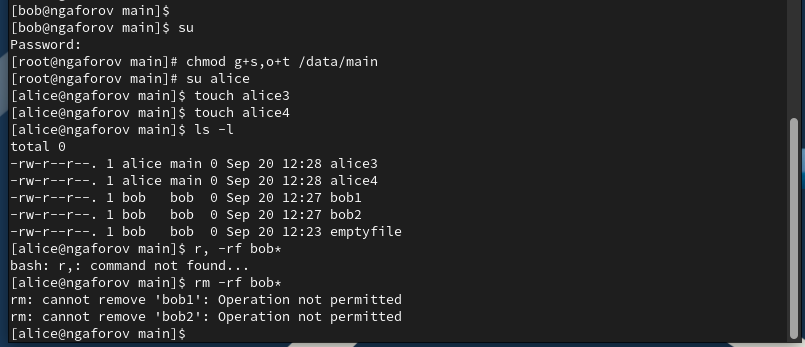 [bob@ngaforov main]$
[bob@ngaforov main]$ su
Password:
[root@ngaforov main]# chmod g+s,o+t /data/main
[root@ngaforov main]# su alice
[alice@ngaforov main]$ touch alice3
[alice@ngaforov main]$ touch alice4
[alice@ngaforov main]$ ls -l
total 0
-rw-r--r--. 1 alice main 0 Sep 20 12:28 alice3
-rw-r--r--. 1 alice main 0 Sep 20 12:28 alice4
-rw-r--r--. 1 bob   bob  0 Sep 20 12:27 bob1
-rw-r--r--. 1 bob   bob  0 Sep 20 12:27 bob2
-rw-r--r--. 1 bob   bob  0 Sep 20 12:23 emptyfile
[alice@ngaforov main]$ r, -rf bob*
bash: r,: command not found...
[alice@ngaforov main]$ rm -rf bob*
rm: cannot remove 'bob1': Operation not permitted
rm: cannot remove 'bob2': Operation not permitted
[alice@ngaforov main]$